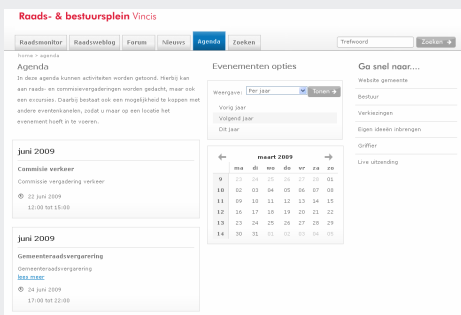 Raads- & bestuursplein Vincis
Raadsmonitor Raadsweblog Forum Nieuws Agenda Zoeken
Trefwoord Zoeken
home > agenda
Agenda
In deze agenda kunnen activiteiten worden getoond. Hierbij kan
aan raads- en commissievergaderingen worden gedacht, maar ook
een excursies. Daarbij bestaat ook een mogelijkheid te koppen met
andere eventenkanalen, zodat u maar op een locatie het
evenement hoeft in te voeren.
juni 2009
Commissie verkeer
Commissie vergadering verkeer
22 juni 2009
12:00 tot 15:00
juni 2009
Gemeenteraadsvergarering
Gemeenteraadsvergarering
lees meer
24 juni 2009
17:00 tot 22:00
Evenementen opties
Weergave: Per jaar Tonen
Vorig jaar
Volgend jaar
Dit jaar
maart 2009
ma di wo do vr za zo
9 23 24 25 26 27 28 01
10 02 03 04 05 06 07 08
11 09 10 11 12 13 14 15
12 16 17 18 19 20 21 22
13 23 24 25 26 27 28 29
14 30 31 01 02 03 04 05
Ga snel naar....
Website gemeente
Bestuur
Verkiezingen
Eigen ideeën inbrengen
Griffier
Live uitzending